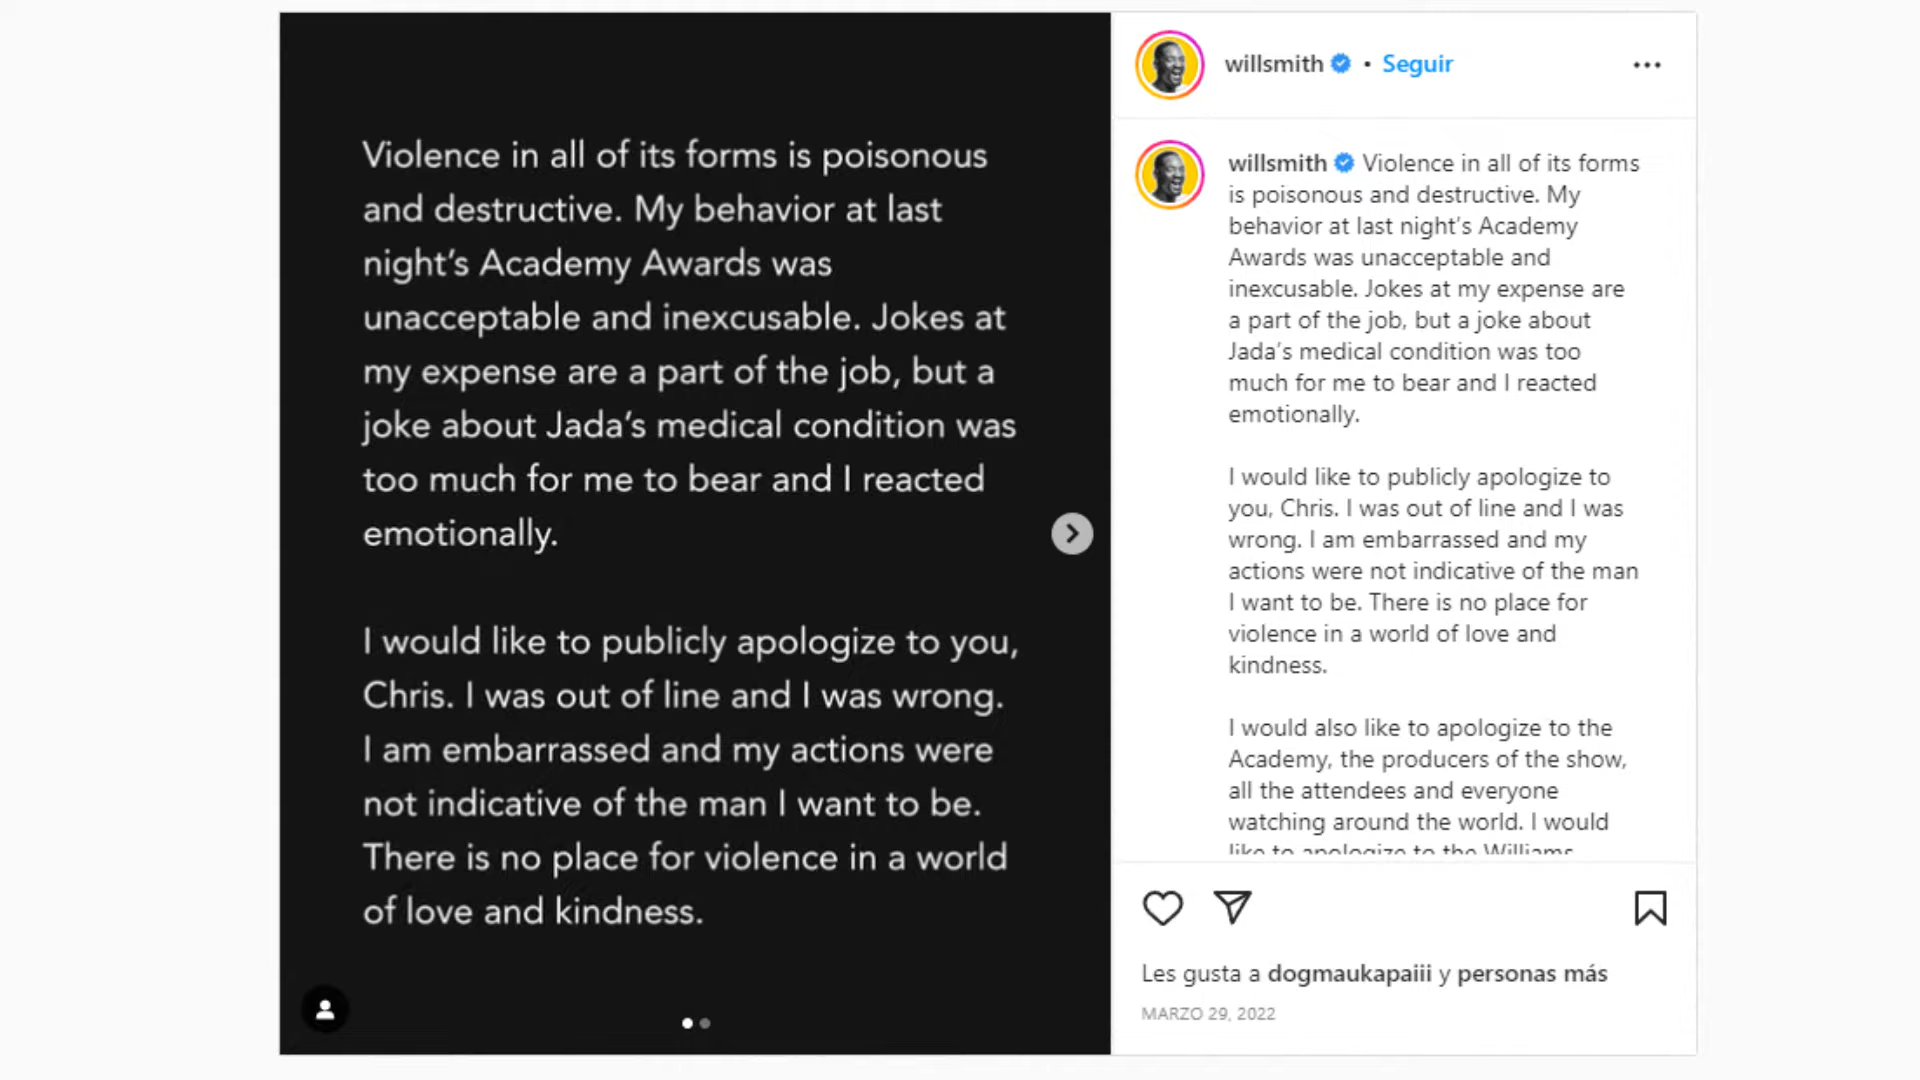 Violence in all of its forms is poisonous
and destructive. My behavior at last
night's Academy Awards was
unacceptable and inexcusable. Jokes at
my expense are a part of the job, but a
joke about Jada's medical condition was
too much for me to bear and I reacted
emotionally.
I would like to publicly apologize to you,
Chris. I was out of line and I was wrong.
I am embarrassed and my actions were
not indicative of the man I want to be.
There is no place for violence in a world
of love and kindness.
willsmith • Seguir
willsmith Violence in all of its forms
is poisonous and destructive. My
behavior at last night's Academy
Awards was unacceptable and
inexcusable. Jokes at my expense are
a part of the job, but a joke about
Jada's medical condition was too
much for me to bear and I reacted
emotionally.
I would like to publicly apologize to
you, Chris. I was out of line and I was
wrong. I am embarrassed and my
actions were not indicative of the man
I want to be. There is no place for
violence in a world of love and
kindness.
I would also like to apologize to the
Academy, the producers of the show,
all the attendees and everyone
watching around the world. I would
like to apologize to the Williams
Les gusta a dogmaukapaiii y personas más
MARZO 29, 2022